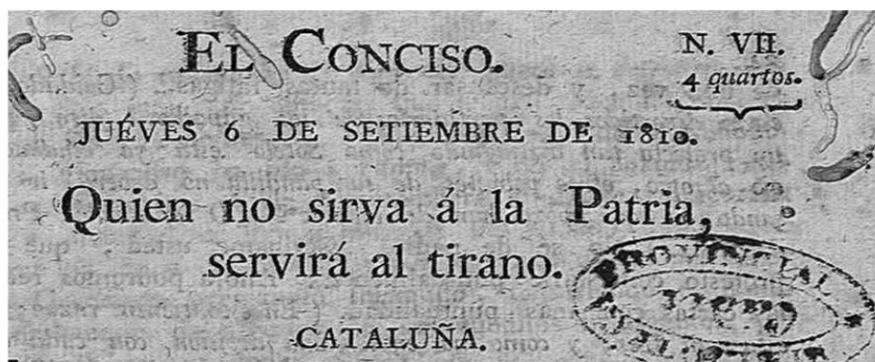 EL CONCISO.
N. VII.
4 quartos.
JUÉVES 6 DE SETIEMBRE DE 1810.
Quien no sirva á la Patria,
servirá al tirano.
CATALUÑA.
PROVINCIAL